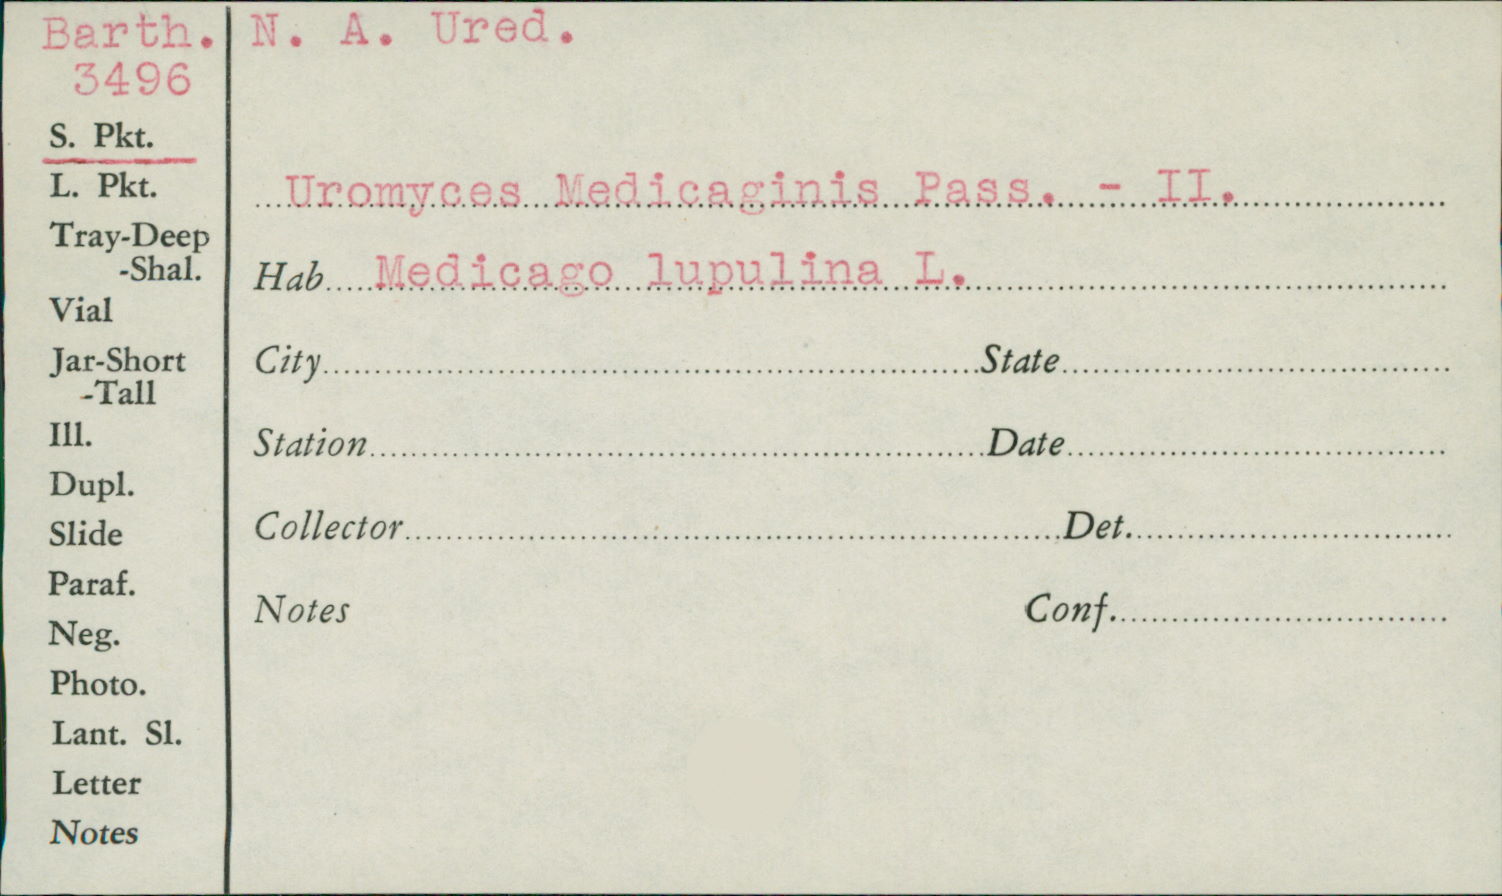 Barth.
3496
S. Pkt.
L. Pkt.
Tray-Deep
-Shal.
Vial
Jar-Short
-Tall
Ill.
Dupl.
Slide
Paraf.
Neg.
Photo.
Lant. Sl.
Letter
Notes
N. A. Ured.
Uromyces Medicaginis Pass. - II.
Hab Medicago lupulina L.
City State
Station Date
Collector Det.
Notes Conf.